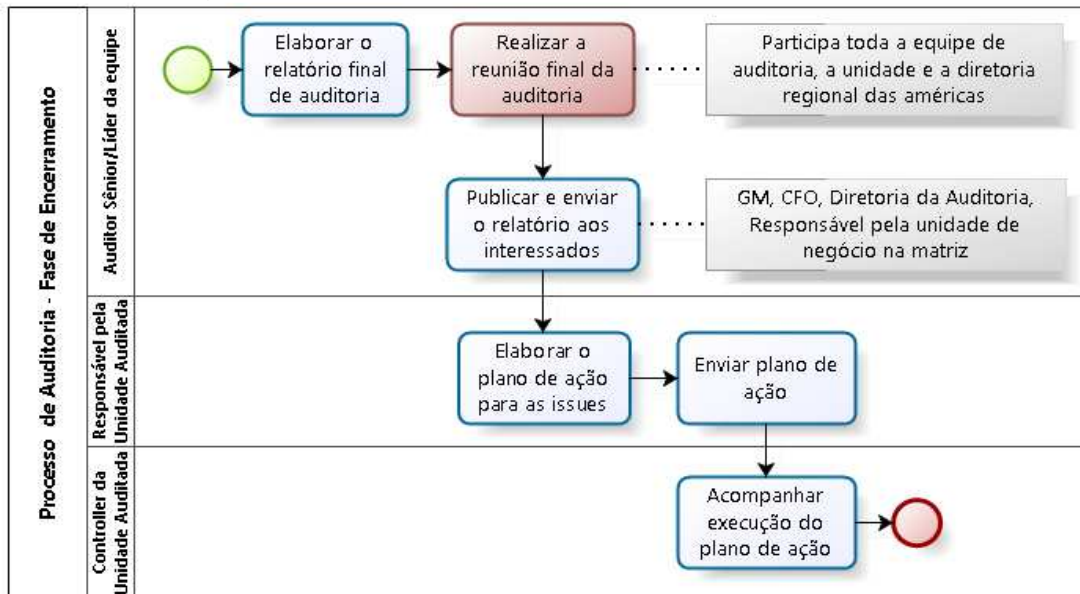 Processo de Auditoria - Fase de Encerramento
Auditor Sênior/Líder da equipe
Elaborar o
relatório final
de auditoria
Realizar a
reunião final da
auditoria
Participa toda a equipe de
auditoria, a unidade e a diretoria
regional das américas
Publicar e enviar
o relatório aos
interessados
GM, CFO, Diretoria da Auditoria,
Responsável pela unidade de
negócio na matriz
Responsável pela
Unidade Auditada
Elaborar o
plano de ação
para as issues
Enviar plano de
ação
Controller da
Unidade Auditada
Acompanhar
execução do
plano de ação